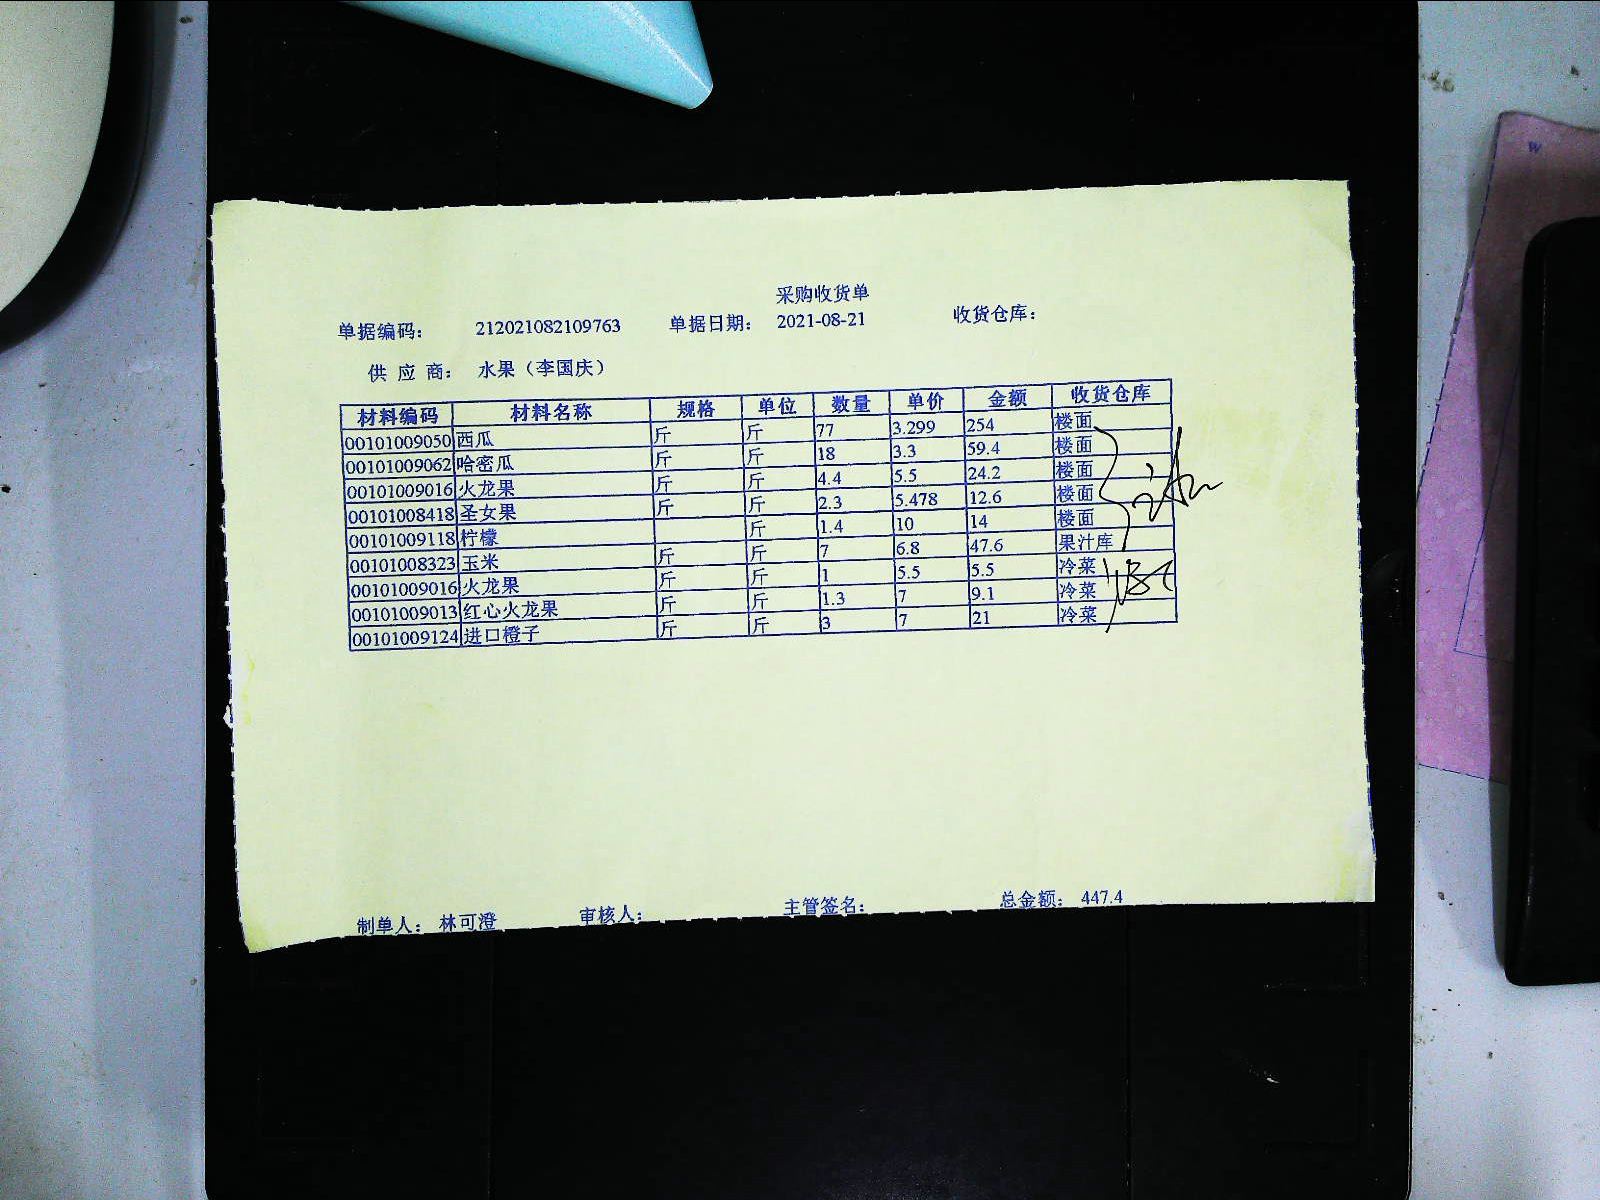 采购收货单
单据编码： 212021082109763 单据日期： 2021-08-21 收货仓库：
供 应 商： 水果（李国庆）
材料编码 材料名称 规格 单位 数量 单价 金额 收货仓库
00101009050 西瓜 斤 斤 77 3.299 254 楼面
00101009062 哈密瓜 斤 斤 18 3.3 59.4 楼面
00101009016 火龙果 斤 斤 4.4 5.5 24.2 楼面
00101008418 圣女果 斤 斤 2.3 5.478 12.6 楼面
00101009118 柠檬 斤 1.4 10 14 楼面
00101008323 玉米 斤 斤 7 6.8 47.6 果汁库
00101009016 火龙果 斤 斤 1 5.5 5.5 冷菜
00101009013 红心火龙果 斤 斤 1.3 7 9.1 冷菜
00101009124 进口橙子 斤 斤 3 7 21 冷菜
制单人： 林可澄 审核人： 主管签名： 总金额： 447.4